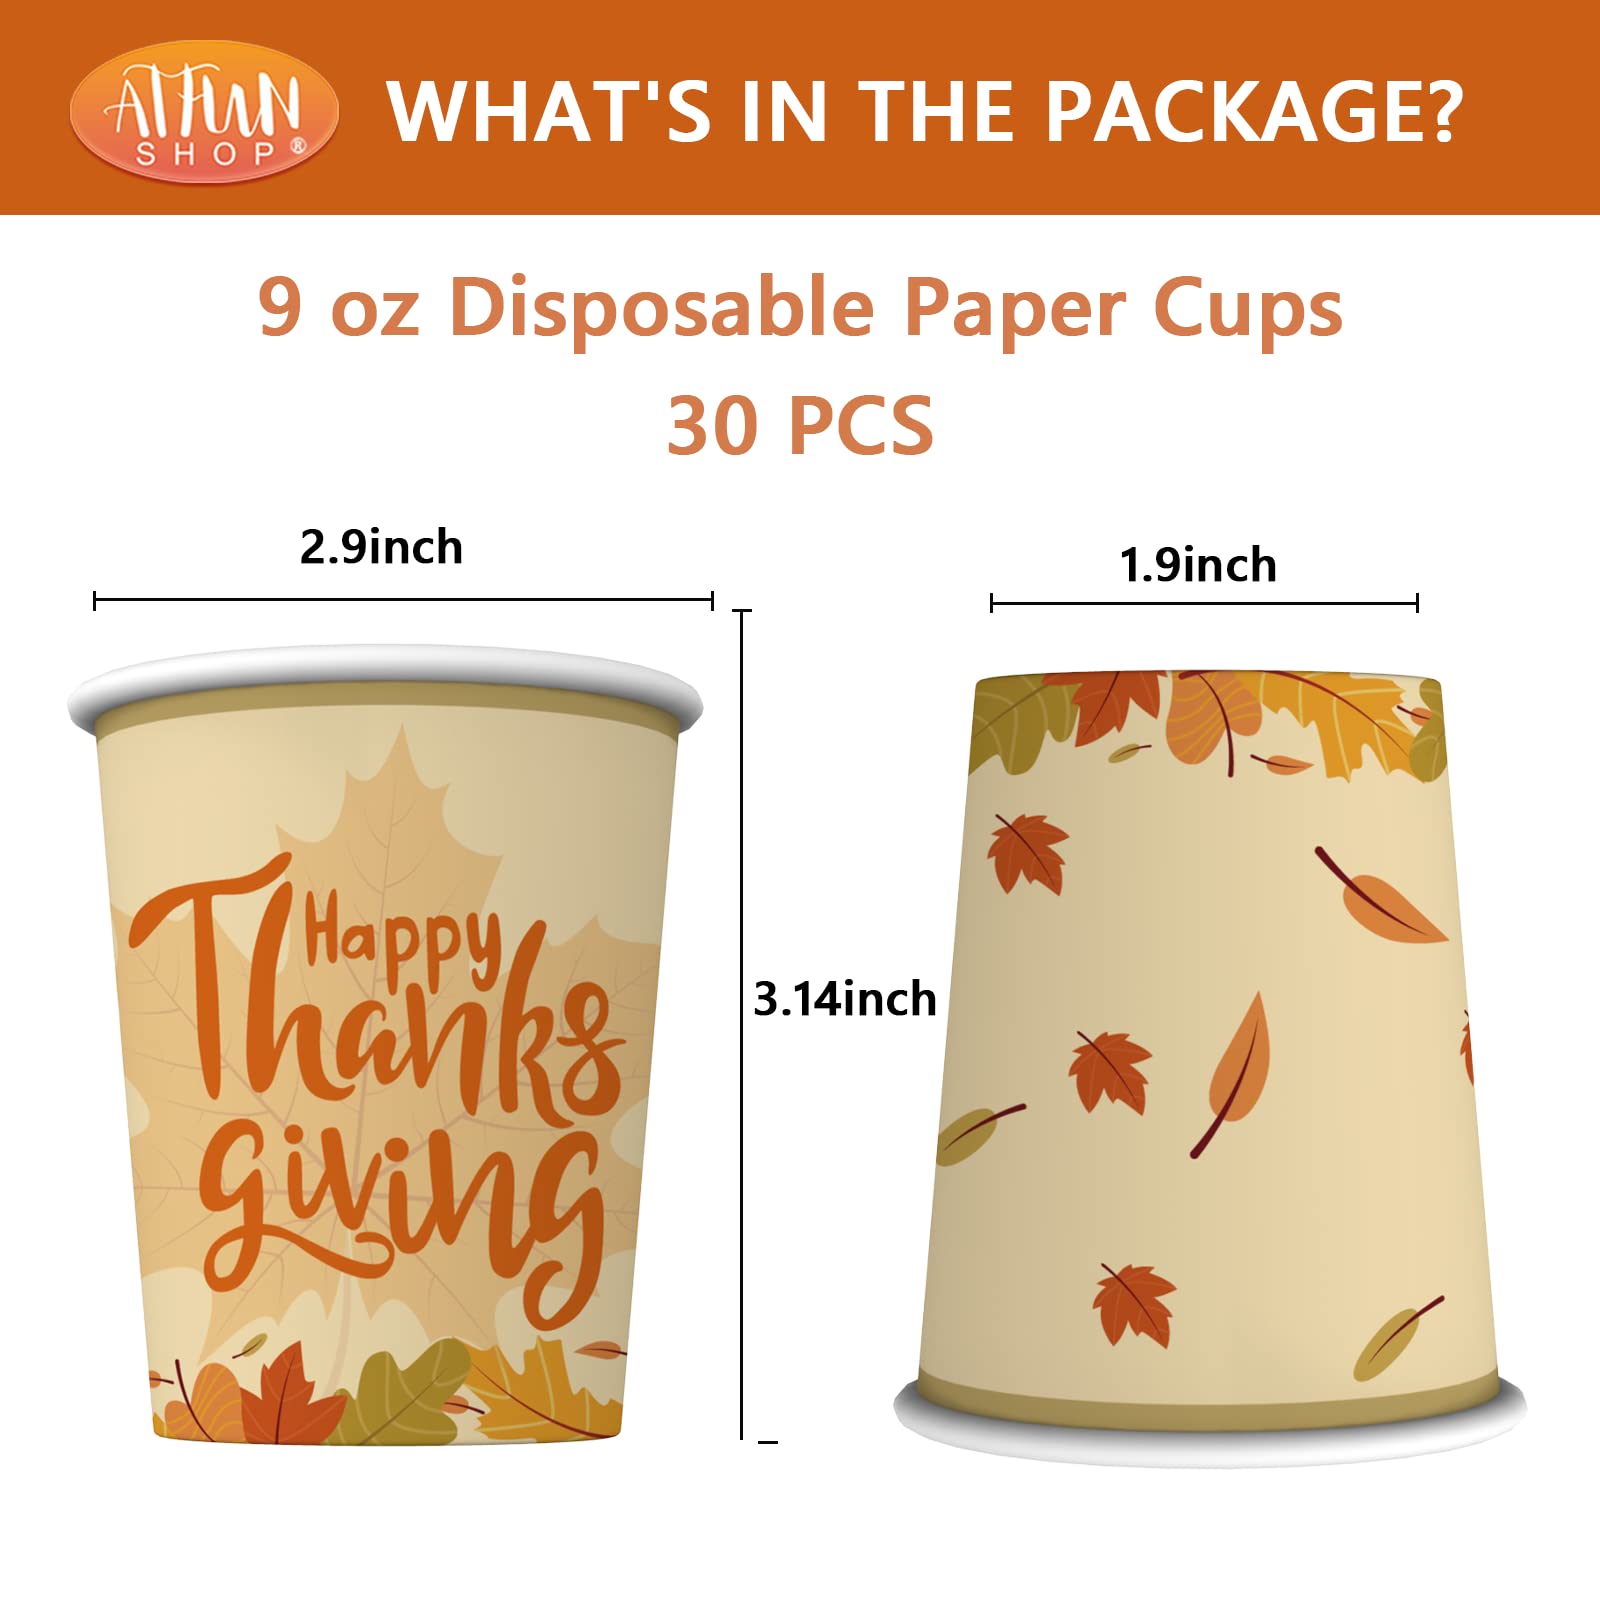 ATHUN
SHOP®
WHAT'S IN THE PACKAGE?
9 oz Disposable Paper Cups
30 PCS
2.9inch
1.9inch
3.14inch
Happy
Thanks
giving